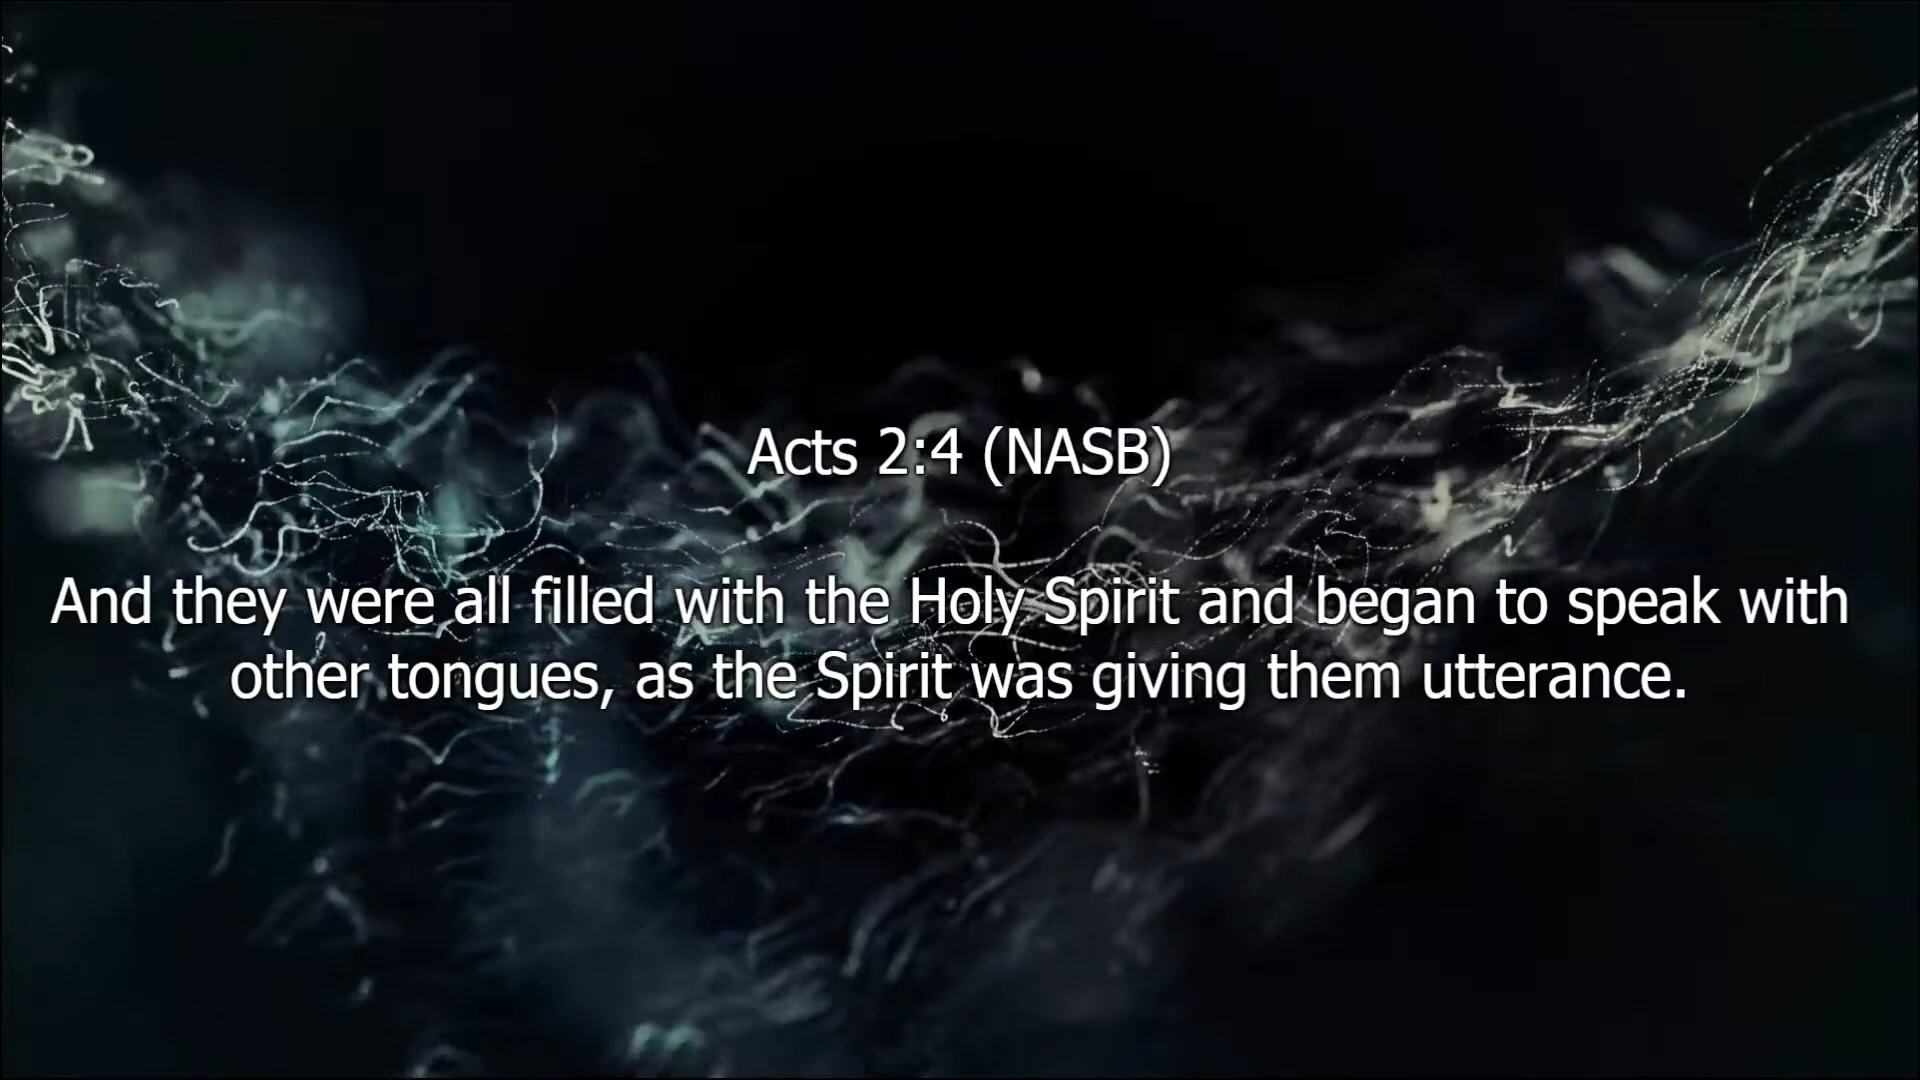 Acts 2:4 (NASB)
And they were all filled with the Holy Spirit and began to speak with
other tongues, as the Spirit was giving them utterance.